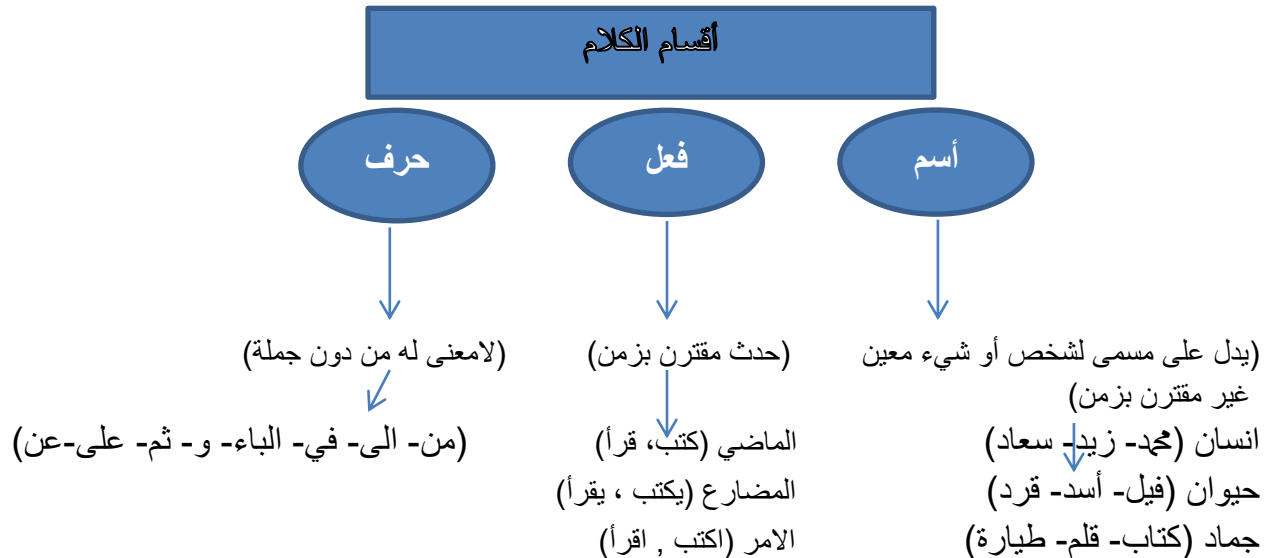 أقسام الكلام
أسم
فعل
حرف
(يدل على مسمى لشخص أو شيء معين
غير مقترن بزمن)
انسان (محمد- زيد- سعاد)
حيوان (فيل- أسد- قرد)
جماد (كتاب- قلم- طيارة)
(حدث مقترن بزمن)
الماضي (كتب، قرأ)
المضارع (يكتب ، يقرأ)
الامر (اكتب , اقرأ)
(لامعنى له من دون جملة)
(من- الى- في- الباء- و- ثم- على-عن)